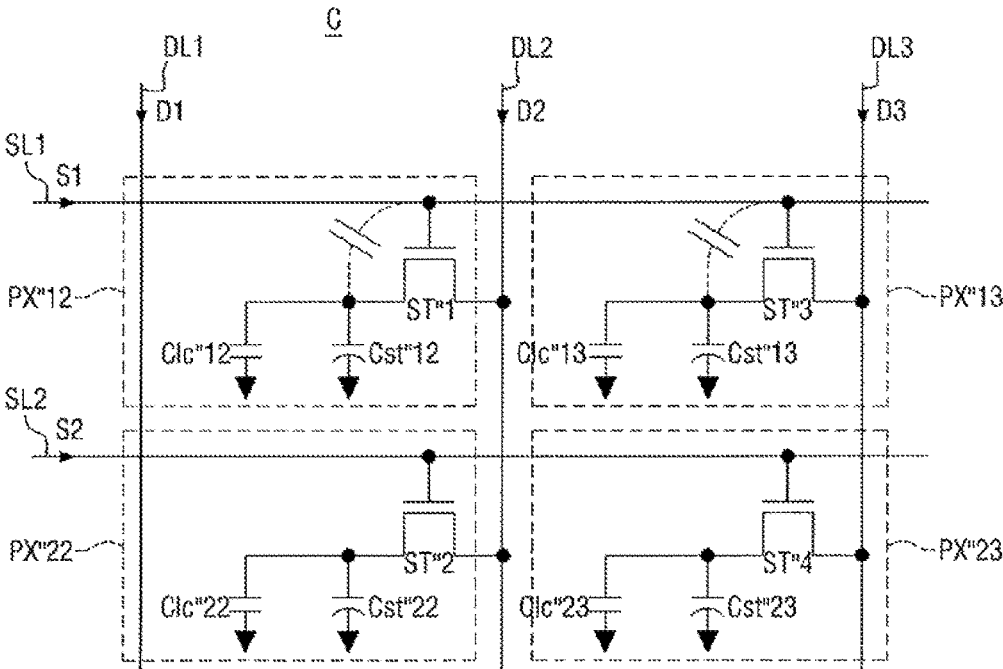 C
DL1 DL2 DL3
D1 D2 D3
SL1
S1
PX"12 ST"1 ST"3 PX"13
Clc"12 Cst"12 Clc"13 Cst"13
SL2
S2
PX"22 ST"2 ST"4 PX"23
Clc"22 Cst"22 Clc"23 Cst"23